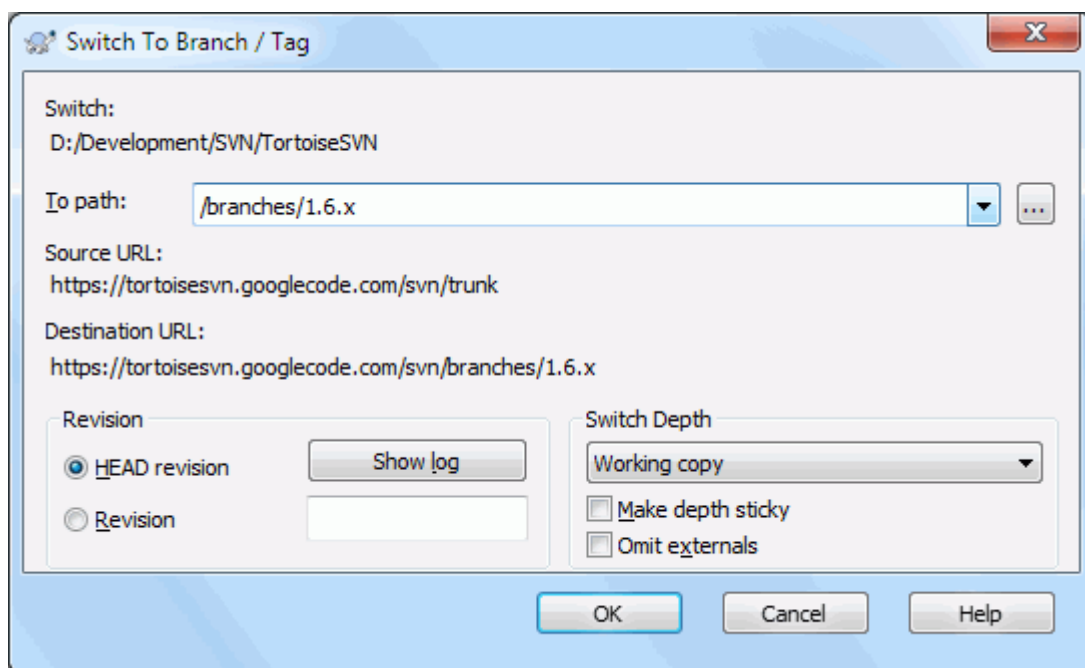 Switch To Branch / Tag
Switch:
D:/Development/SVN/TortoiseSVN
To path: /branches/1.6.x ...
Source URL:
https://tortoisesvn.googlecode.com/svn/trunk
Destination URL:
https://tortoisesvn.googlecode.com/svn/branches/1.6.x
Revision
HEAD revision Show log
Revision
Switch Depth
Working copy
Make depth sticky
Omit externals
OK Cancel Help